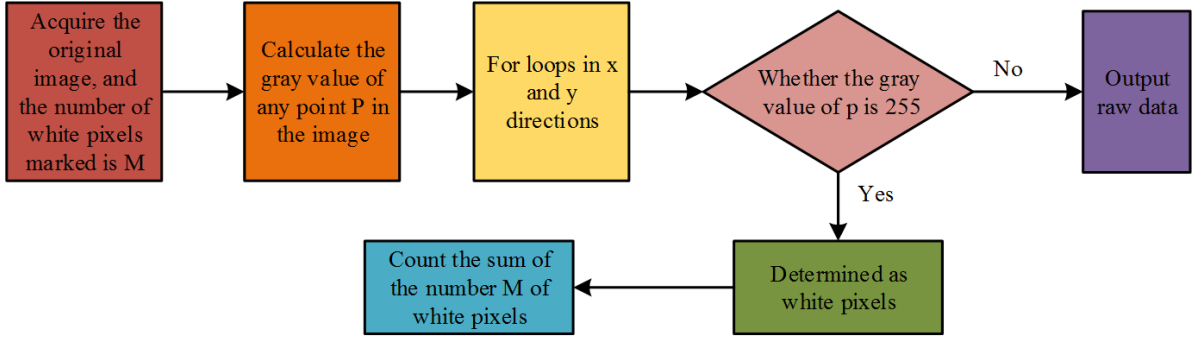 Acquire the
original
image, and
the number of
white pixels
marked is M
Calculate the
gray value of
any point P in
the image
For loops in x
and y
directions
Whether the gray
value of p is 255
No
Output
raw data
Yes
Determined as
white pixels
Count the sum of
the number M of
white pixels